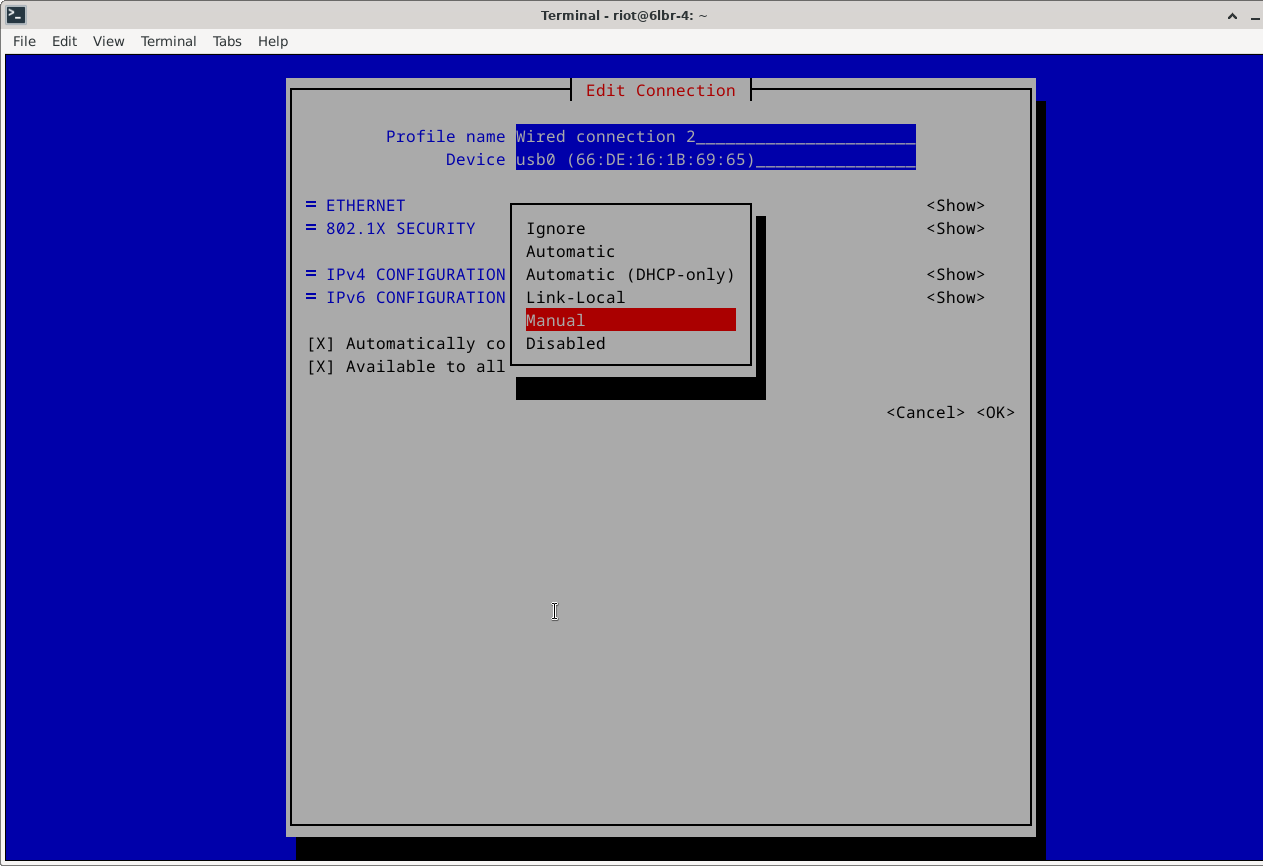 Terminal - riot@6lbr-4: ~
File Edit View Terminal Tabs Help
Edit Connection
Profile name Wired connection 2______________________
Device usb0 (66:DE:16:1B:69:65)________________
= ETHERNET <Show>
= 802.1X SECURITY <Show>
= IPv4 CONFIGURATION <Show>
= IPv6 CONFIGURATION <Show>
Ignore
Automatic
Automatic (DHCP-only)
Link-Local
Manual
Disabled
[X] Automatically co
[X] Available to all
<Cancel> <OK>